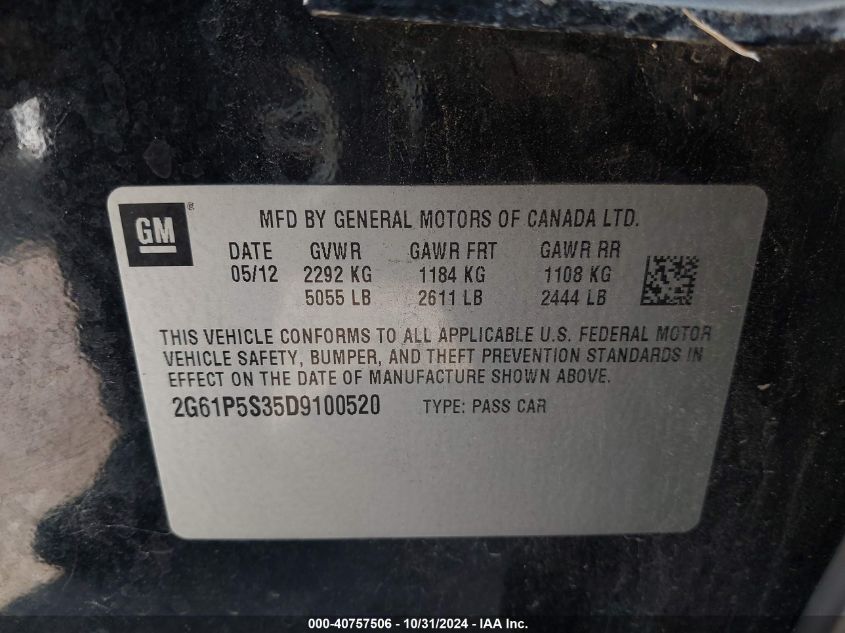 GM®
MFD BY GENERAL MOTORS OF CANADA LTD.
DATE GVWR GAWR FRT GAWR RR
05/12 2292 KG 1184 KG 1108 KG
5055 LB 2611 LB 2444 LB
THIS VEHICLE CONFORMS TO ALL APPLICABLE U.S. FEDERAL MOTOR
VEHICLE SAFETY, BUMPER, AND THEFT PREVENTION STANDARDS IN
EFFECT ON THE DATE OF MANUFACTURE SHOWN ABOVE.
2G61P5S35D9100520 TYPE: PASS CAR
000-40757506 - 10/31/2024 - IAA Inc.